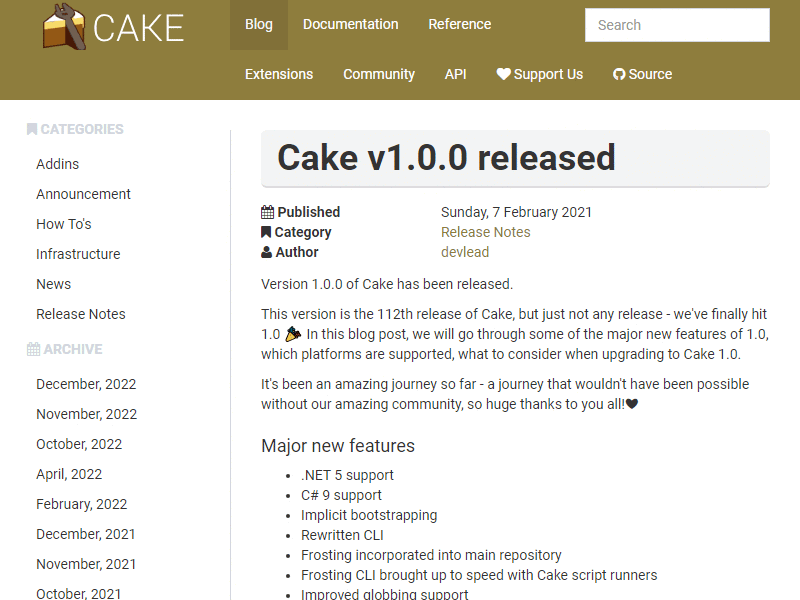 CAKE
Blog
Documentation
Reference
Search
Extensions
Community
API
Support Us
Source
CATEGORIES
Addins
Announcement
How To's
Infrastructure
News
Release Notes
ARCHIVE
December, 2022
November, 2022
October, 2022
April, 2022
February, 2022
December, 2021
November, 2021
October, 2021
Cake v1.0.0 released
Published Sunday, 7 February 2021
Category Release Notes
Author devlead
Version 1.0.0 of Cake has been released.
This version is the 112th release of Cake, but just not any release - we've finally hit
1.0 🎉 In this blog post, we will go through some of the major new features of 1.0,
which platforms are supported, what to consider when upgrading to Cake 1.0.
It's been an amazing journey so far - a journey that wouldn't have been possible
without our amazing community, so huge thanks to you all!🖤
Major new features
• .NET 5 support
• C# 9 support
• Implicit bootstrapping
• Rewritten CLI
• Frosting incorporated into main repository
• Frosting CLI brought up to speed with Cake script runners
• Improved globbing support